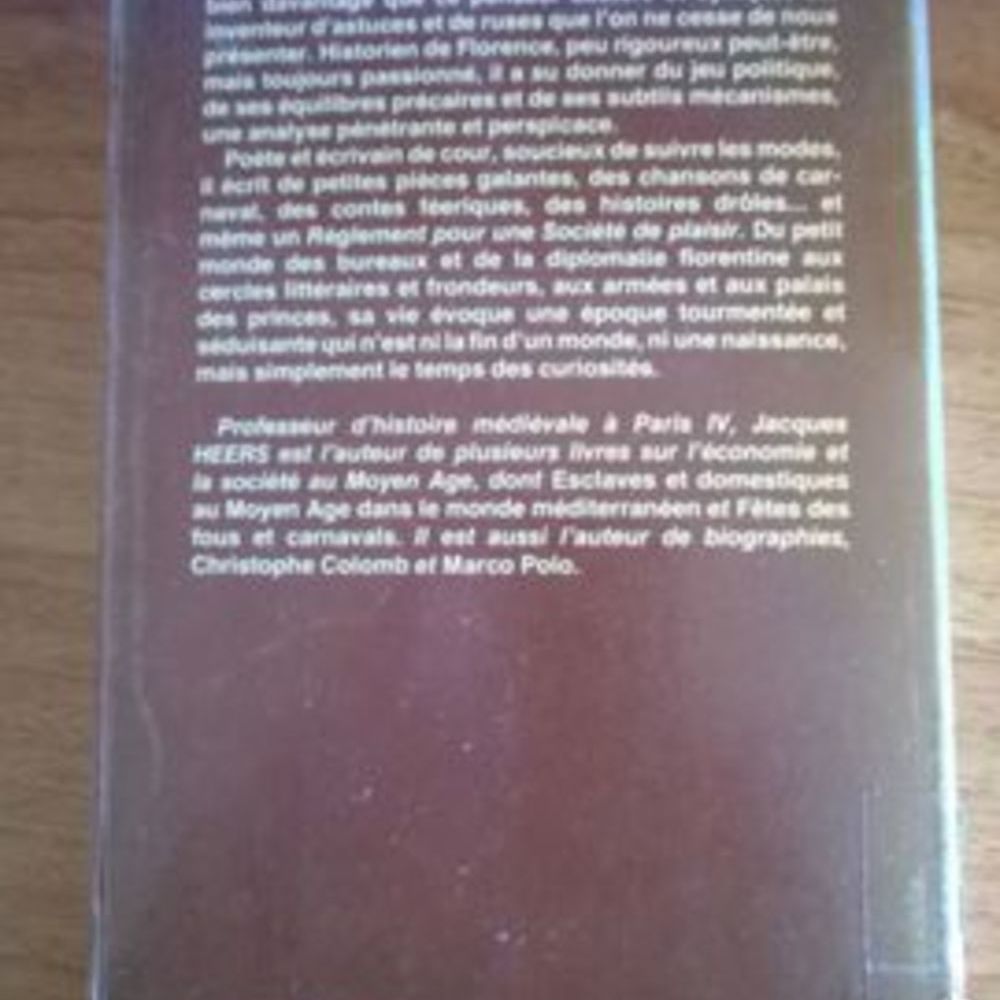 bien davantage que ce penseur
inventeur d'astuces et de ruses que l'on ne cesse de nous
présenter. Historien de Florence, peu rigoureux peut-être,
mais toujours passionné, il a su donner du jeu politique,
de ses équilibres précaires et de ses subtils mécanismes,
une analyse pénétrante et perspicace.
Poète et écrivain de cour, soucieux de suivre les modes,
il écrit de petites pièces galantes, des chansons de car-
naval, des contes féeriques, des histoires drôles... et
même un Règlement pour une Société de plaisir. Du petit
monde des bureaux et de la diplomatie florentine aux
cercles littéraires et frondeurs, aux armées et aux palais
des princes, sa vie évoque une époque tourmentée et
séduisante qui n'est ni la fin d'un monde, ni une naissance,
mais simplement le temps des curiosités.
Professeur d'histoire médiévale à Paris IV, Jacques
HEERS est l'auteur de plusieurs livres sur l'économie et
la société au Moyen Age, dont Esclaves et domestiques
au Moyen Age dans le monde méditerranéen et Fêtes des
fous et carnavals. Il est aussi l'auteur de biographies,
Christophe Colomb et Marco Polo.